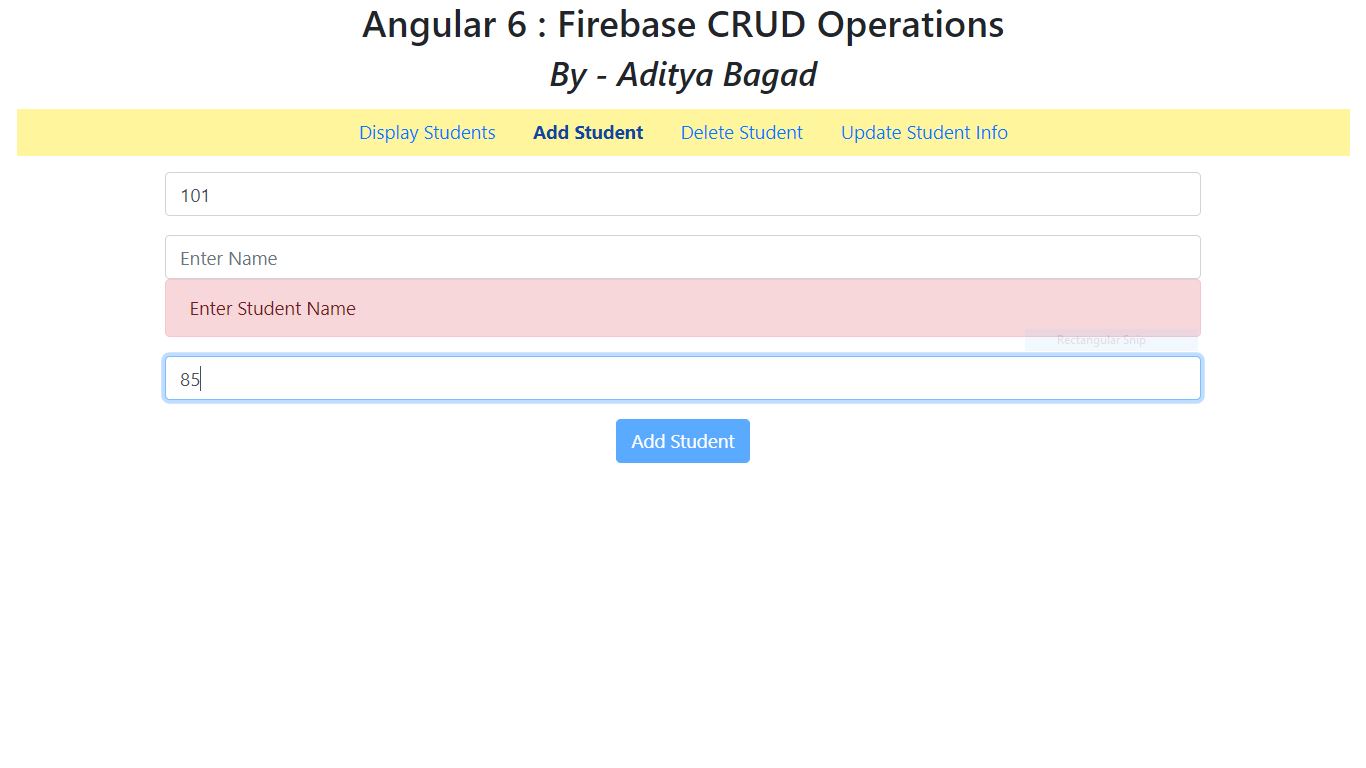 Angular 6 : Firebase CRUD Operations
By - Aditya Bagad
Display Students Add Student Delete Student Update Student Info
101
Enter Name
Enter Student Name
Rectangular Snip
85
Add Student